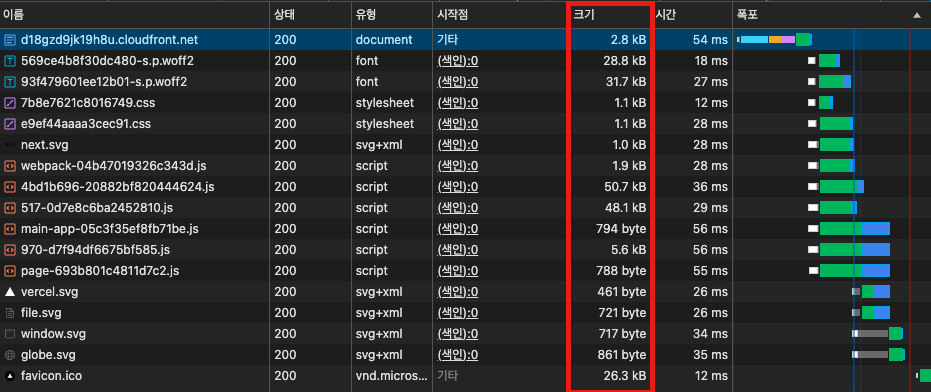 이름 상태 유형 시작점 크기 시간 폭포
d18gzd9jk19h8u.cloudfront.net 200 document 기타 2.8 kB 54 ms
569ce4b8f30dc480-s.p.woff2 200 font (색인):0 28.8 kB 18 ms
93f479601ee12b01-s.p.woff2 200 font (색인):0 31.7 kB 27 ms
7b8e7621c8016749.css 200 stylesheet (색인):0 1.1 kB 12 ms
e9ef44aaaa3cec91.css 200 stylesheet (색인):0 1.1 kB 28 ms
next.svg 200 svg+xml (색인):0 1.0 kB 28 ms
webpack-04b47019326c343d.js 200 script (색인):0 1.9 kB 28 ms
4bd1b696-20882bf820444624.js 200 script (색인):0 50.7 kB 36 ms
517-0d7e8c6ba2452810.js 200 script (색인):0 48.1 kB 29 ms
main-app-05c3f35ef8fb71be.js 200 script (색인):0 794 byte 56 ms
970-d7f94df6675bf585.js 200 script (색인):0 5.6 kB 56 ms
page-693b801c4811d7c2.js 200 script (색인):0 788 byte 55 ms
vercel.svg 200 svg+xml (색인):0 461 byte 26 ms
file.svg 200 svg+xml (색인):0 721 byte 26 ms
window.svg 200 svg+xml (색인):0 717 byte 34 ms
globe.svg 200 svg+xml (색인):0 861 byte 35 ms
favicon.ico 200 vnd.micros... 기타 26.3 kB 12 ms